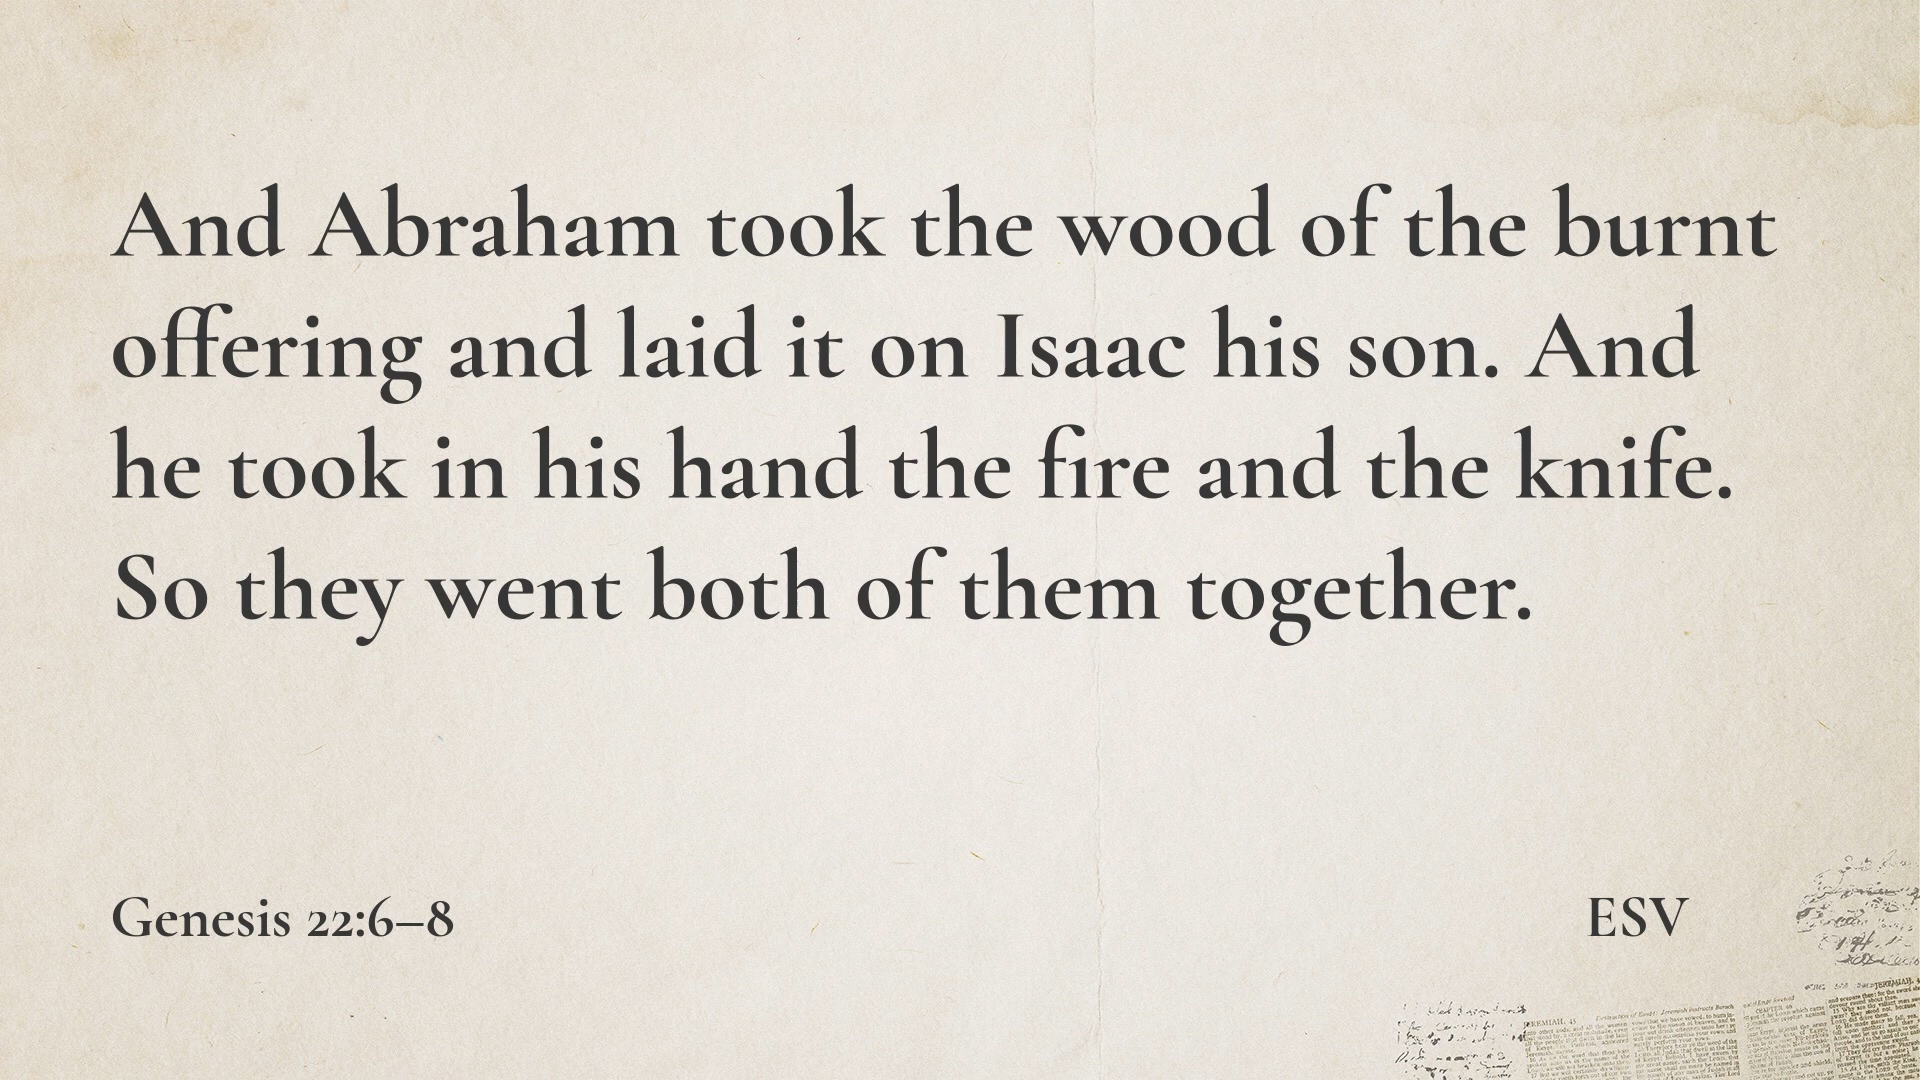 And Abraham took the wood of the burnt
offering and laid it on Isaac his son. And
he took in his hand the fire and the knife.
So they went both of them together.
Genesis 22:6–8
ESV
JEREMIAH, 45